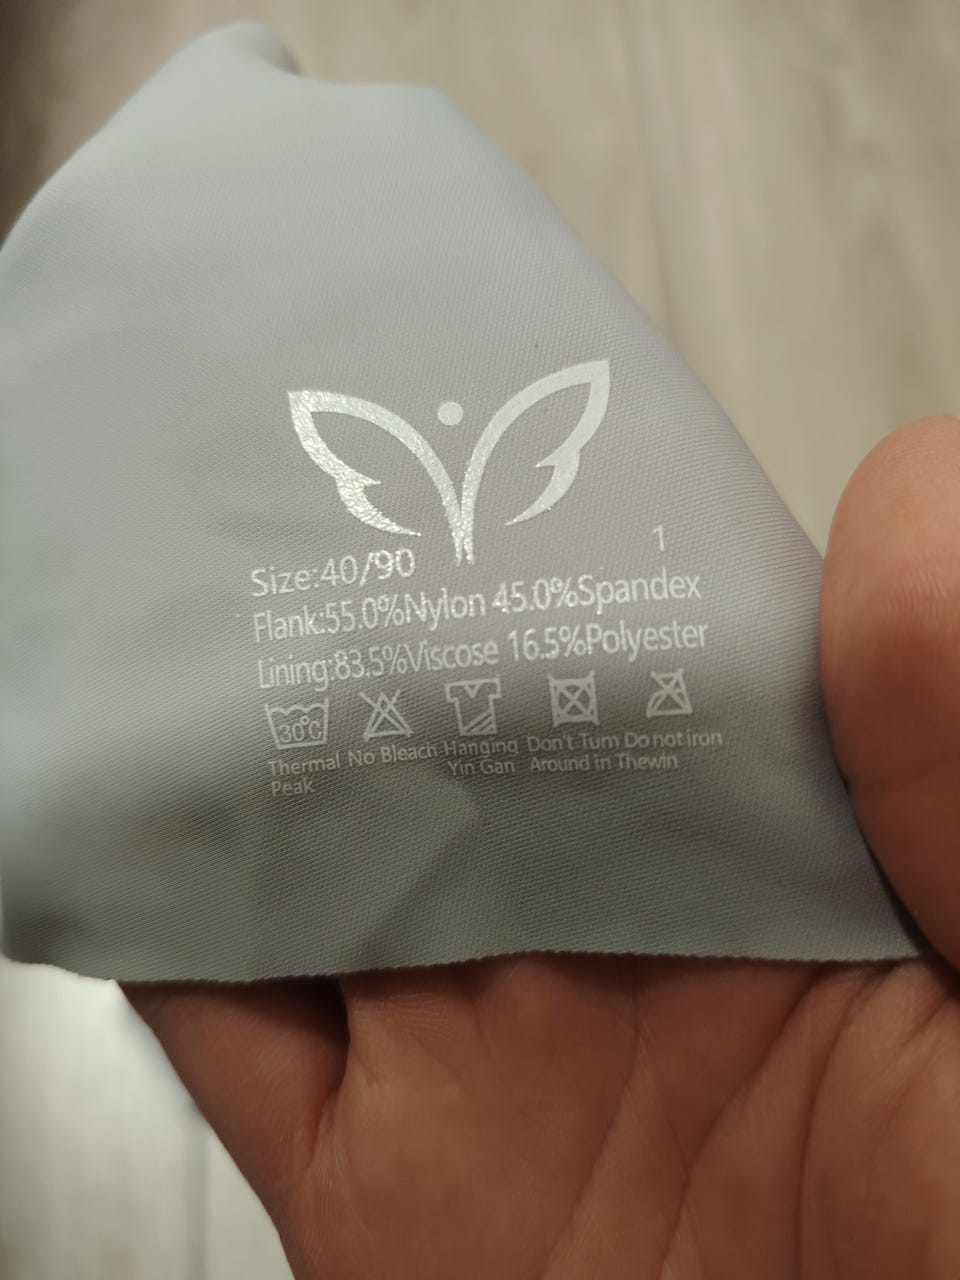 Size:40/90 1
Flank:55.0%Nylon 45.0%Spandex
Lining:83.5%Viscose 16.5%Polyester
30°C
Thermal No Bleach Hanging Don't Turn Do not iron
Peak Yin Gan Around in Thewin